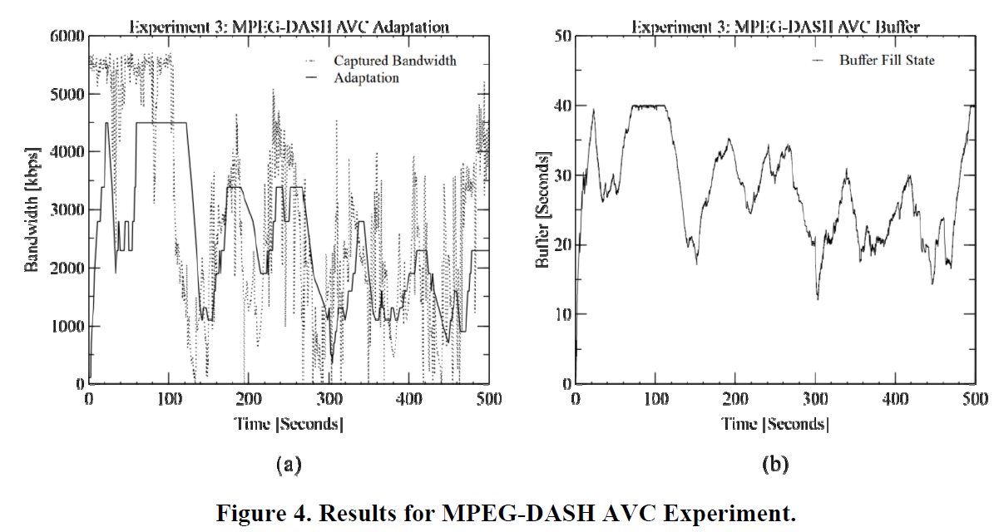 Experiment 3: MPEG-DASH AVC Adaptation
6000
5000
4000
3000
2000
1000
0
Bandwidth [kbps]
Captured Bandwidth
Adaptation
0 100 200 300 400 500
Time [Seconds]
(a)
Experiment 3: MPEG-DASH AVC Buffer
50
40
30
20
10
0
Buffer [Seconds]
Buffer Fill State
0 100 200 300 400 500
Time [Seconds]
(b)
Figure 4. Results for MPEG-DASH AVC Experiment.